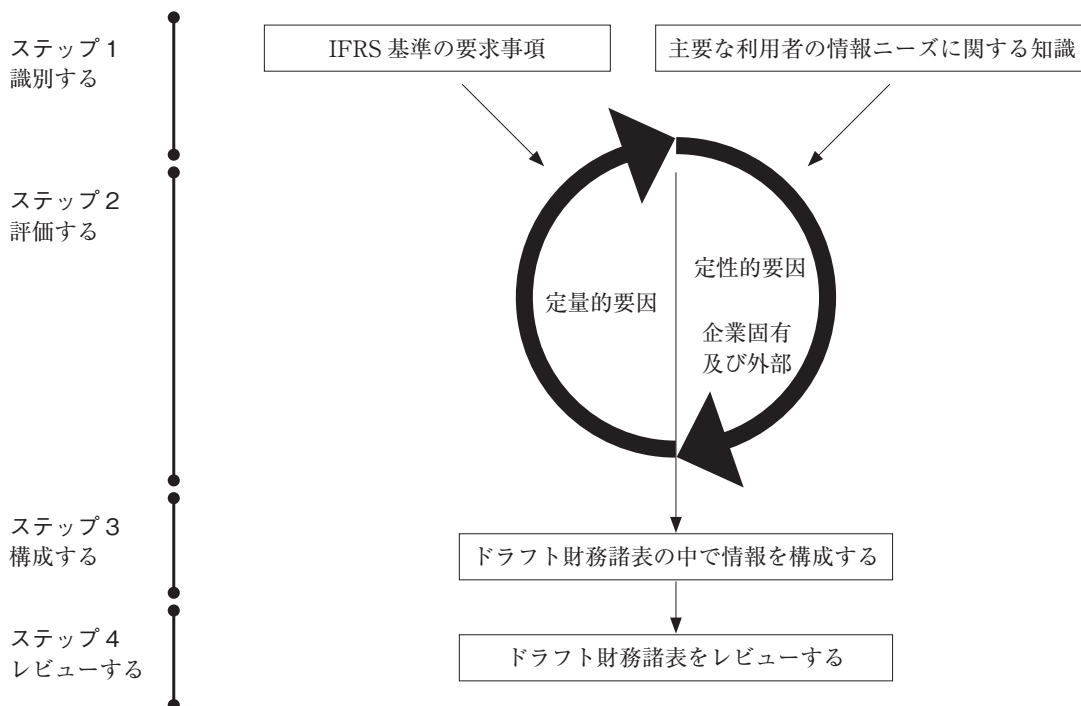 ステップ1
識別する
IFRS 基準の要求事項
主要な利用者の情報ニーズに関する知識
ステップ2
評価する
定量的要因
定性的要因
企業固有
及び外部
ステップ3
構成する
ドラフト財務諸表の中で情報を構成する
ステップ4
レビューする
ドラフト財務諸表をレビューする